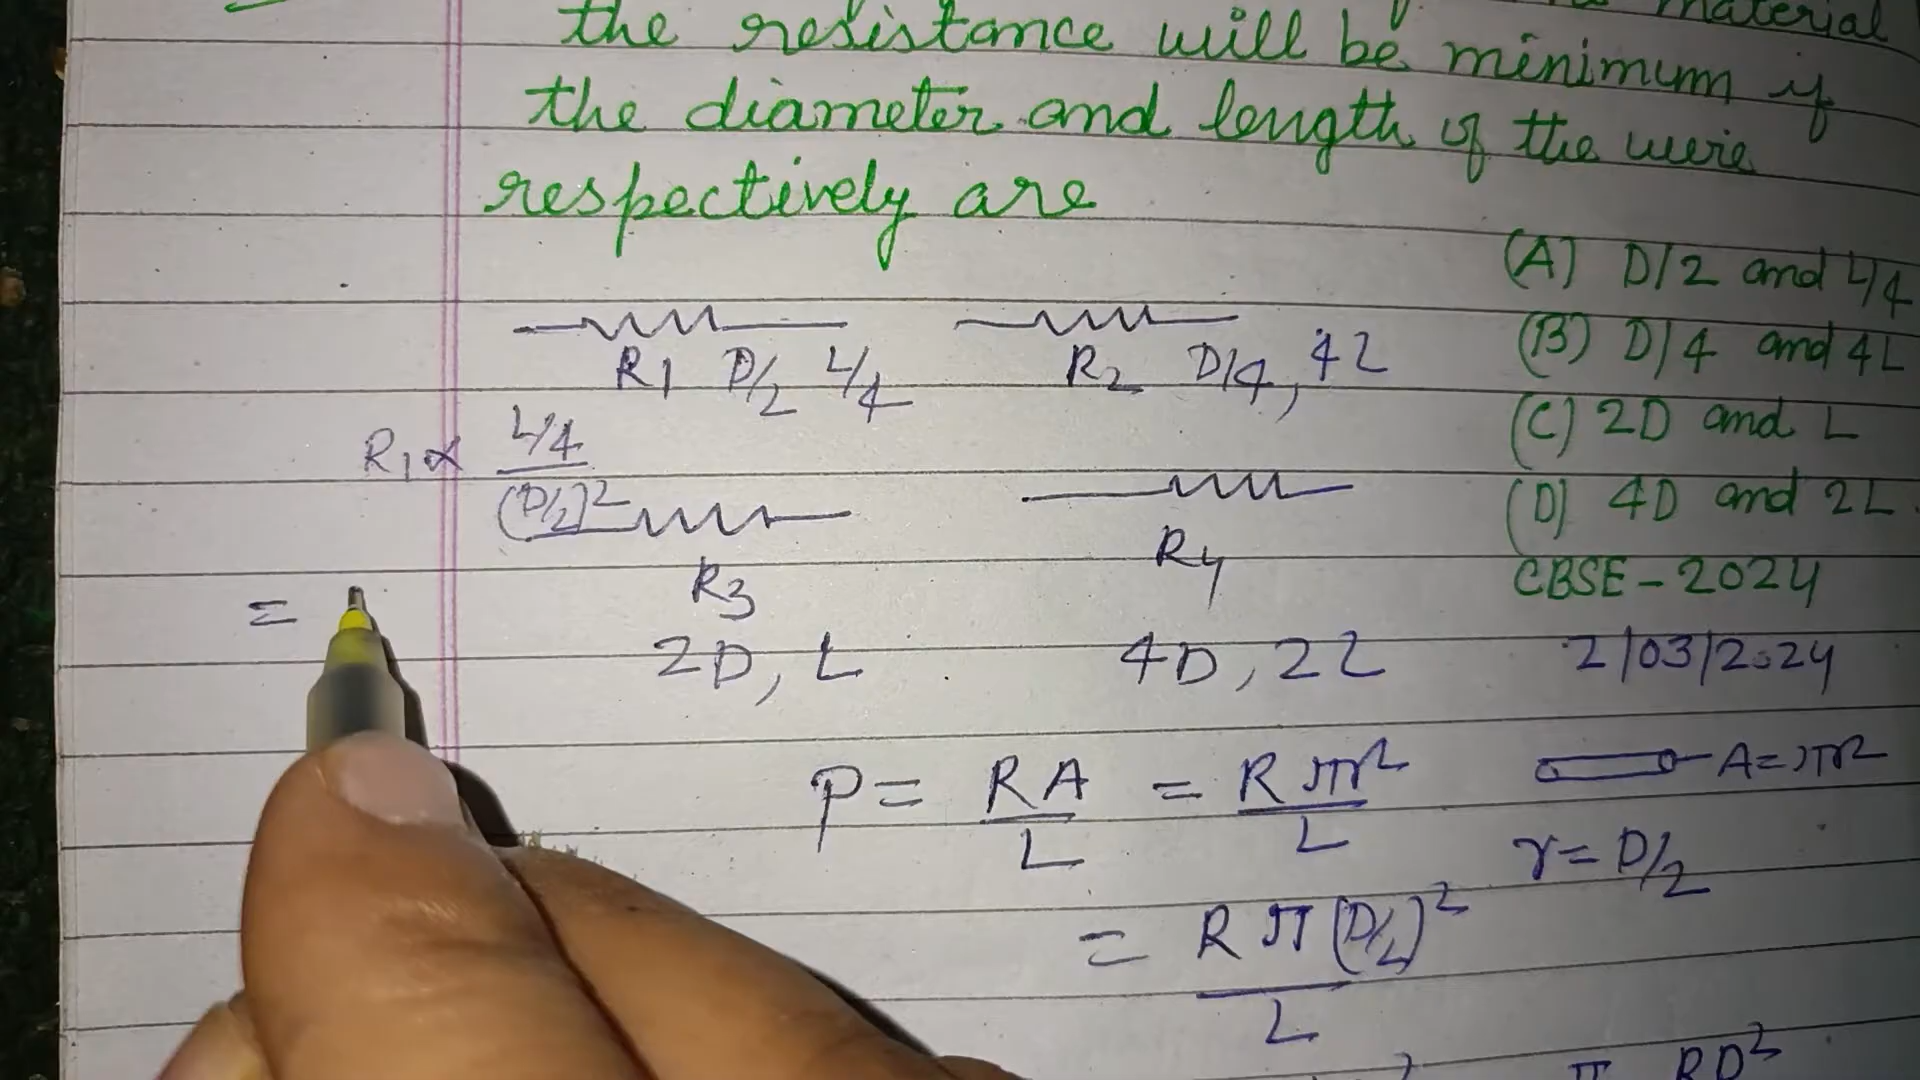 material
the resistance will be minimum if
the diameter and length of the wire
respectively are
(A) D/2 and L/4
(B) D/4 and 4L
(C) 2D and L
(D) 4D and 2L
CBSE-2024
2/03/2024
R1 D/2 L/4
R2 D/4, 4L
R1 ∝ L/4
(D/2)²
=
R3
2D, L
R4
4D, 2L
ρ = RA/L = Rπr²/L
A=πr²
r = D/2
= Rπ(D/2)²/L
π RD²